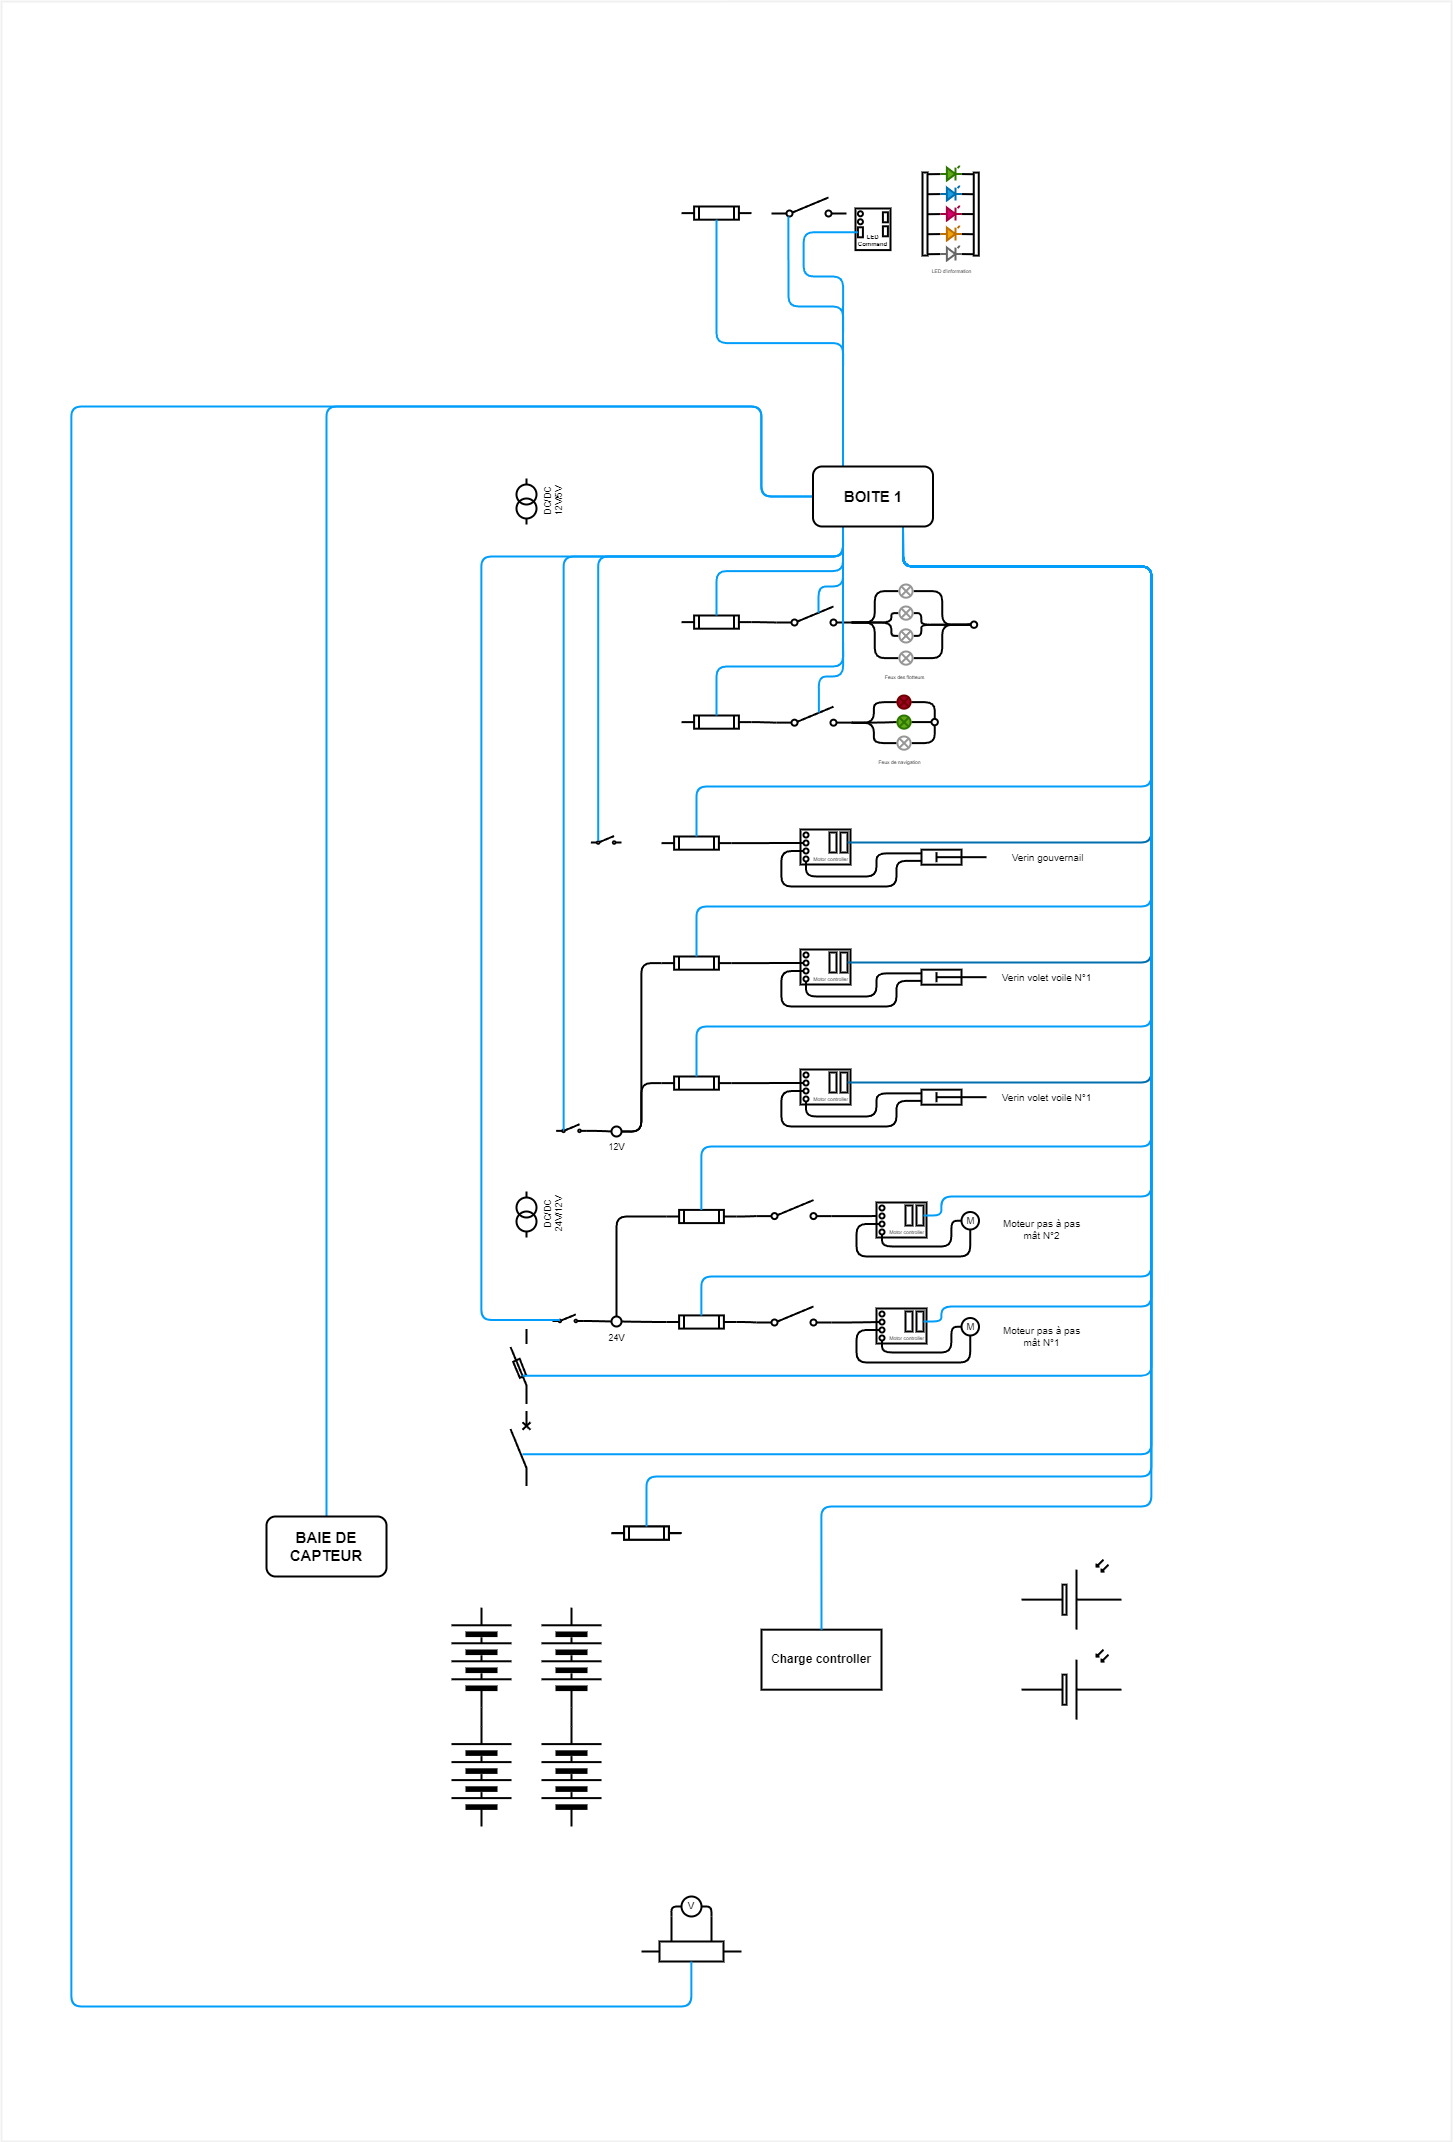 LED
Command
LED d'information
BOITE 1
DC/DC
12V/5V
Feux des flotteurs
Feux de navigation
Motor controller
Verin gouvernail
Motor controller
Verin volet voile N°1
Motor controller
Verin volet voile N°1
12V
DC/DC
24V/12V
Motor controller
M
Moteur pas à pas
mât N°2
24V
Motor controller
M
Moteur pas à pas
mât N°1
BAIE DE
CAPTEUR
Charge controller
V